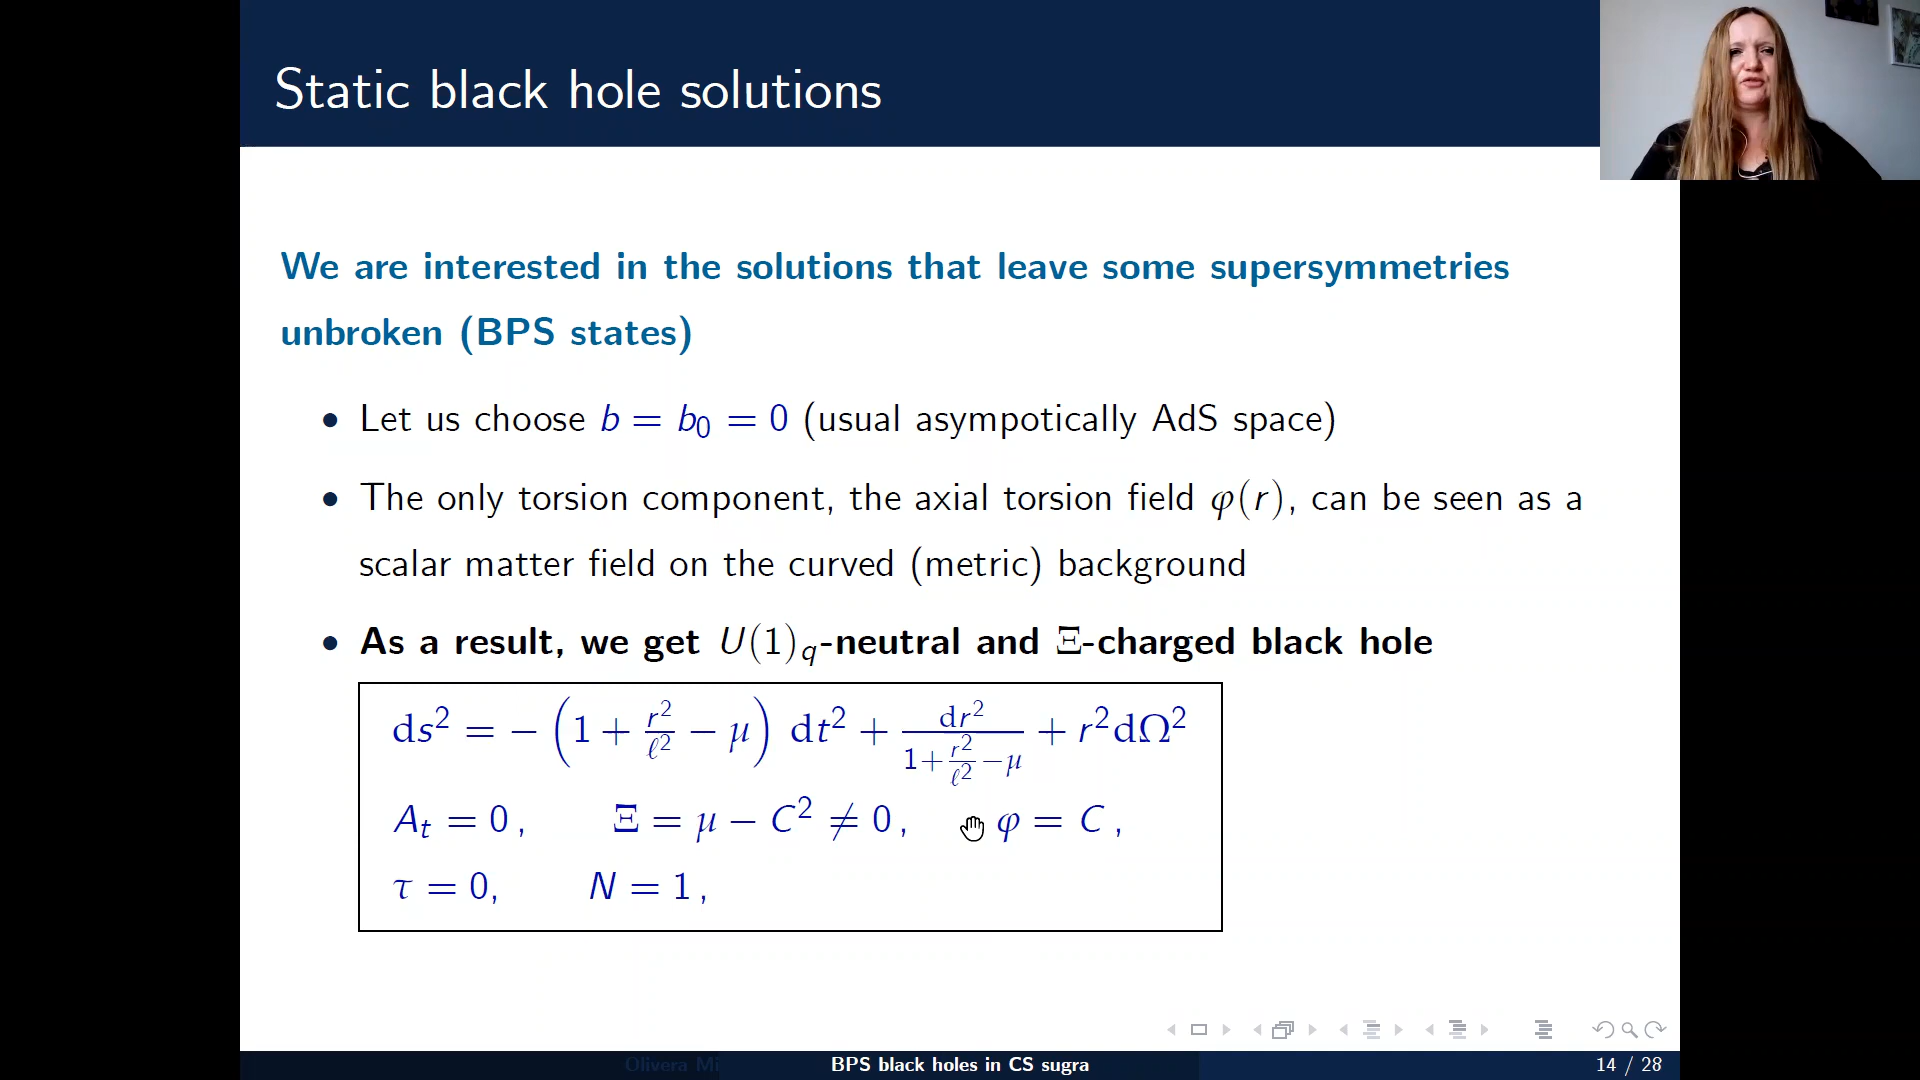 Static black hole solutions
We are interested in the solutions that leave some supersymmetries
unbroken (BPS states)
• Let us choose b = b₀ = 0 (usual asympotically AdS space)
• The only torsion component, the axial torsion field φ(r), can be seen as a
scalar matter field on the curved (metric) background
• As a result, we get U(1)_q-neutral and Ξ-charged black hole
ds² = − (1 + r²/ℓ² − μ) dt² + dr²/(1 + r²/ℓ² − μ) + r²dΩ²
A_t = 0 , Ξ = μ − C² ≠ 0 , φ = C ,
τ = 0, N = 1 ,
Olivera Mi BPS black holes in CS sugra 14 / 28